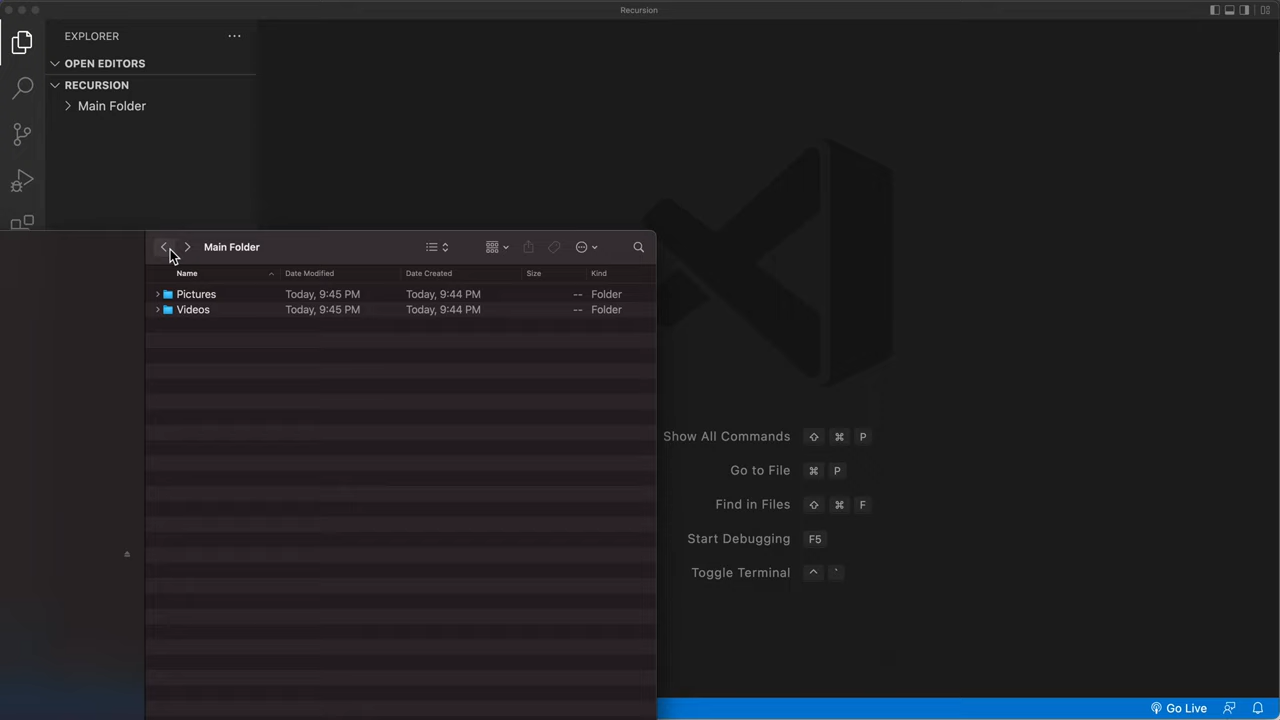 Recursion
EXPLORER
OPEN EDITORS
RECURSION
Main Folder
Main Folder
Name Date Modified Date Created Size Kind
Pictures Today, 9:45 PM Today, 9:44 PM -- Folder
Videos Today, 9:45 PM Today, 9:44 PM -- Folder
Show All Commands ⇧ ⌘ P
Go to File ⌘ P
Find in Files ⇧ ⌘ F
Start Debugging F5
Toggle Terminal ^ `
Go Live